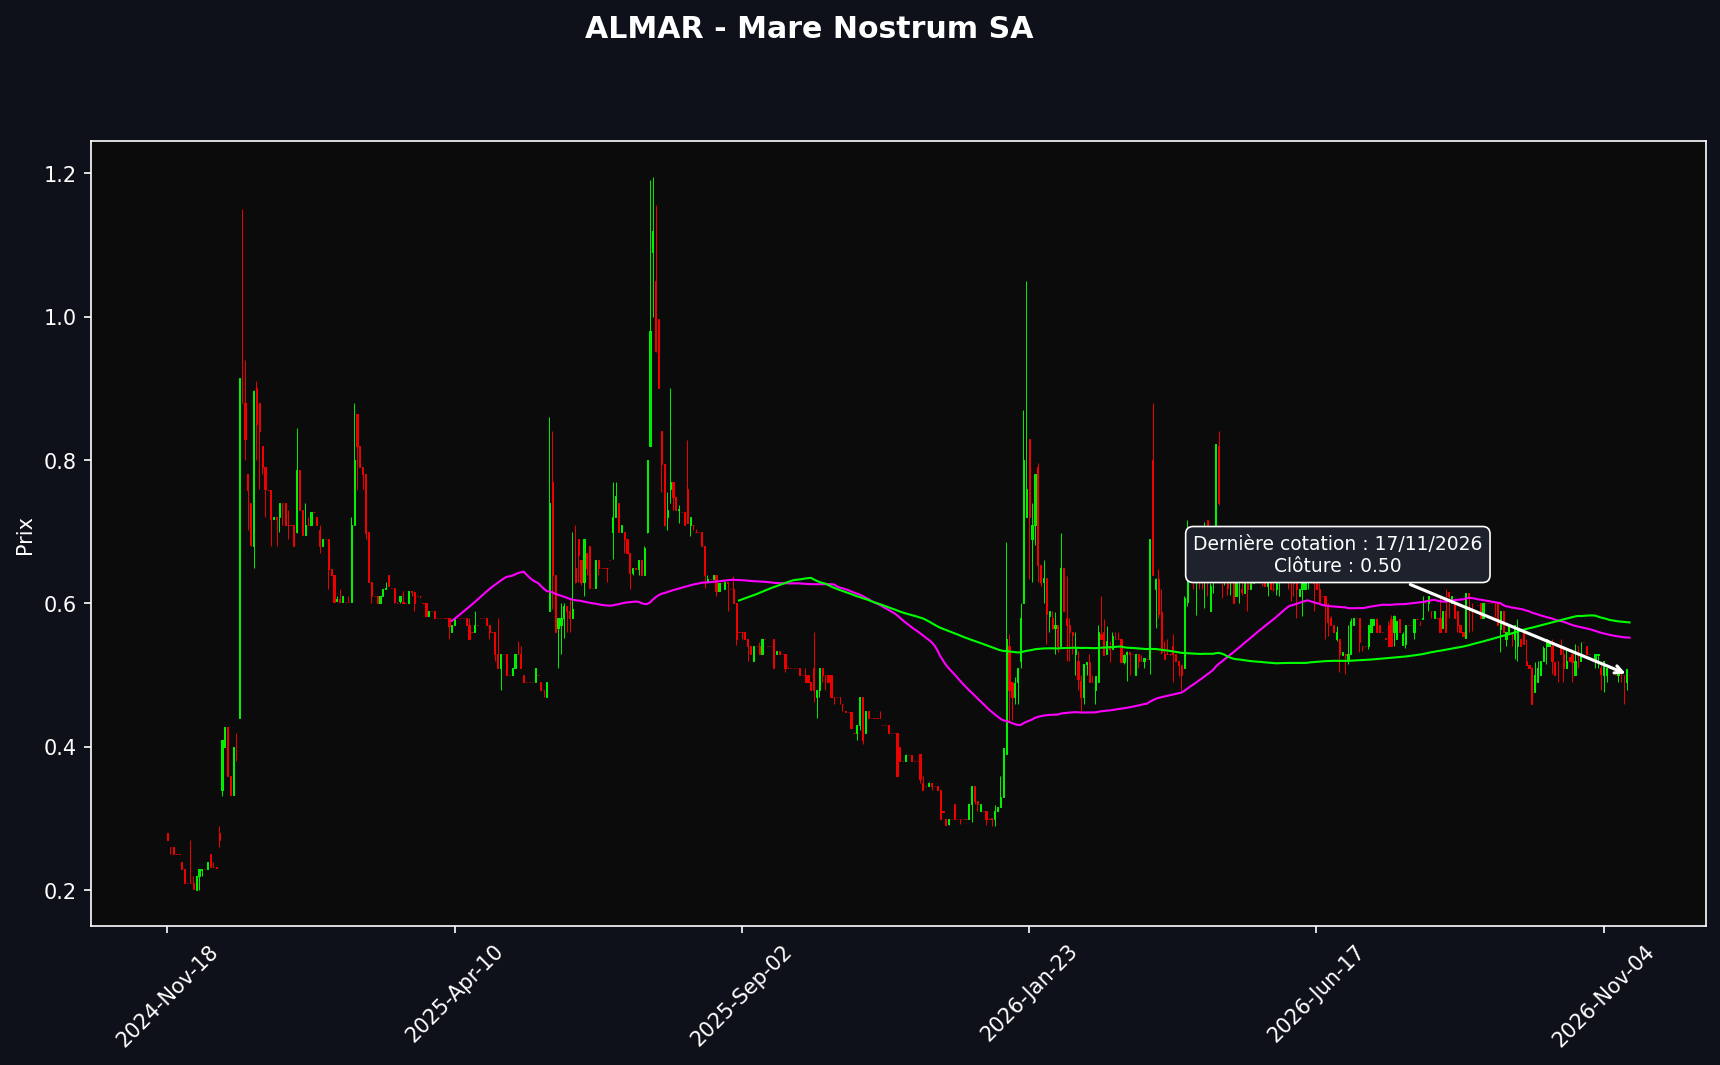 ALMAR - Mare Nostrum SA
Prix
1.2
1.0
0.8
0.6
0.4
0.2
Dernière cotation : 17/11/2026
Clôture : 0.50
2024-Nov-18
2025-Apr-10
2025-Sep-02
2026-Jan-23
2026-Jun-17
2026-Nov-04